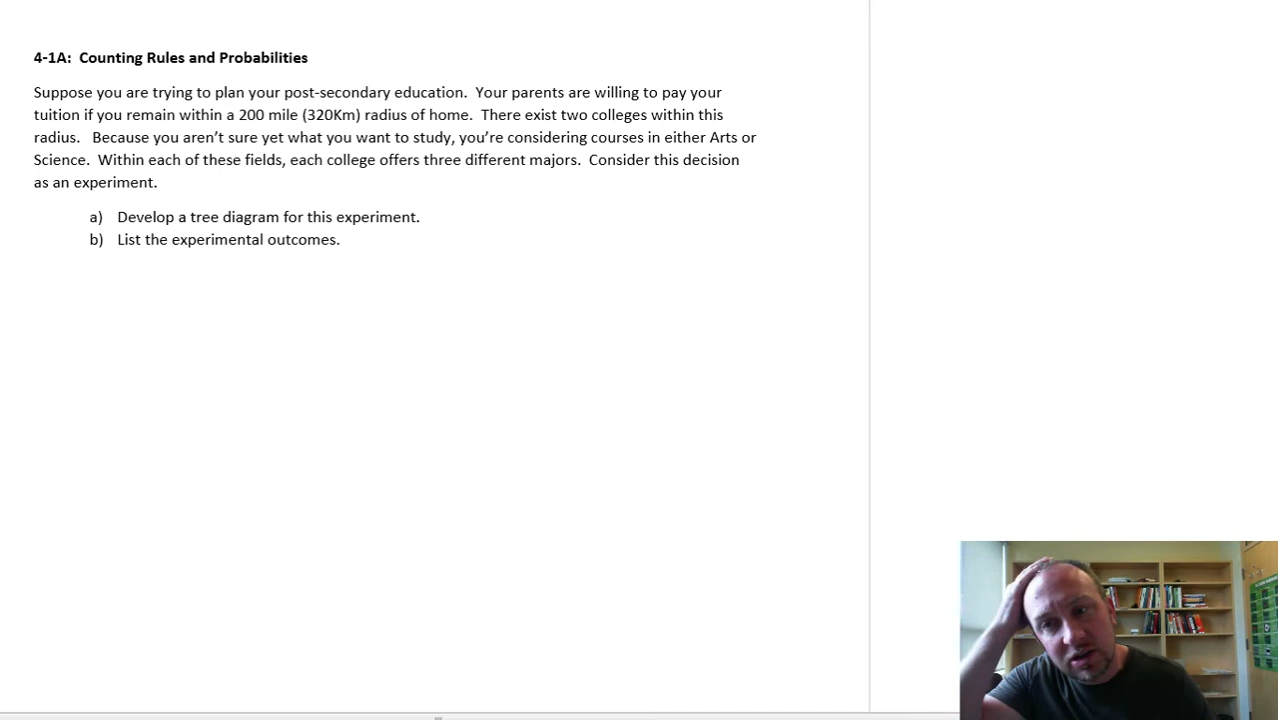 4-1A:  Counting Rules and Probabilities
Suppose you are trying to plan your post-secondary education.  Your parents are willing to pay your
tuition if you remain within a 200 mile (320Km) radius of home.  There exist two colleges within this
radius.   Because you aren’t sure yet what you want to study, you’re considering courses in either Arts or
Science.  Within each of these fields, each college offers three different majors.  Consider this decision
as an experiment.
a)   Develop a tree diagram for this experiment.
b)   List the experimental outcomes.